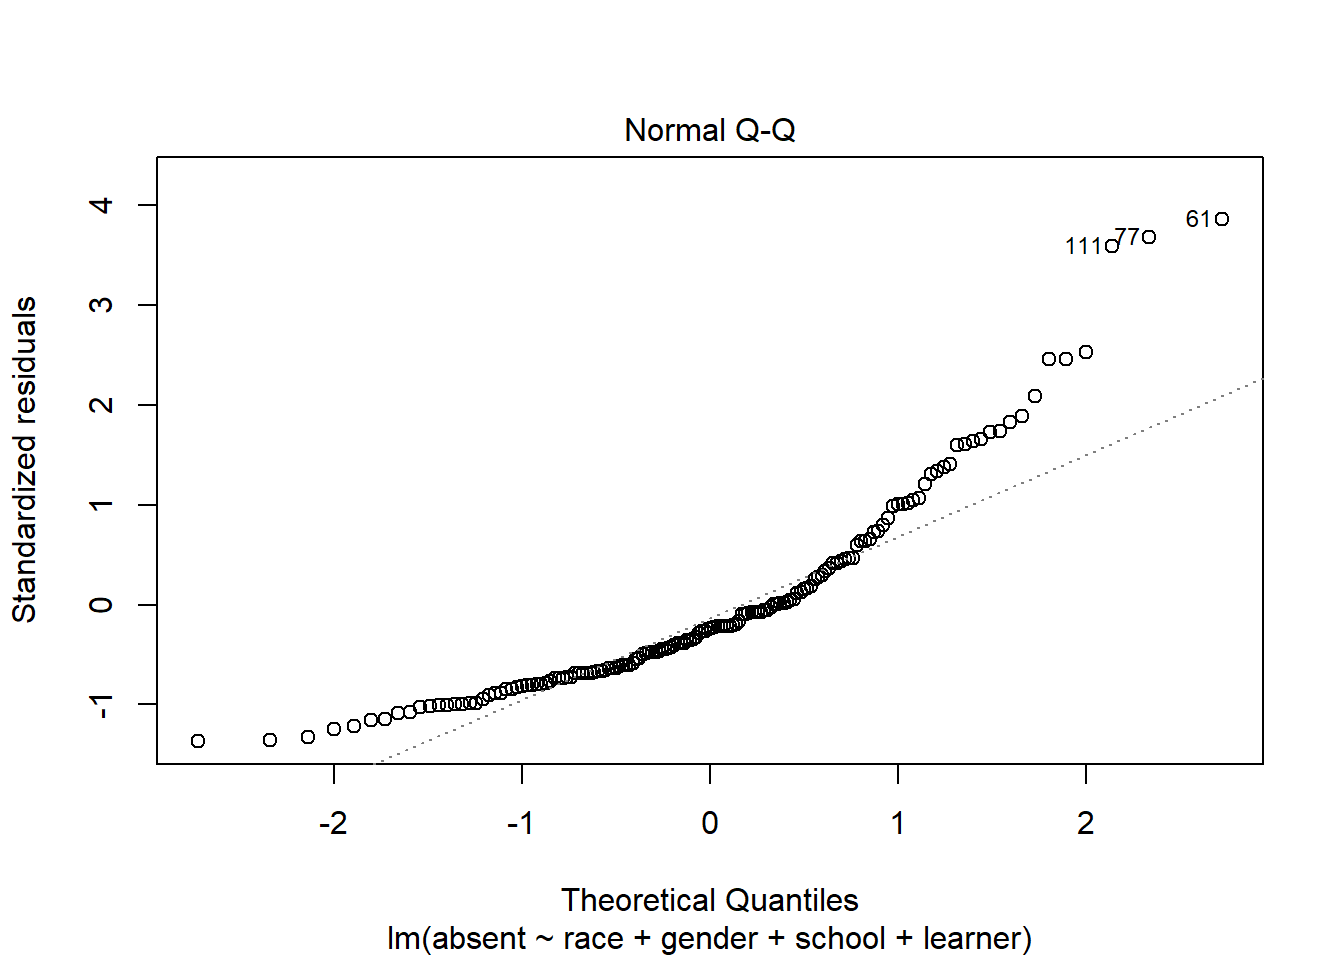 Normal Q-Q
Standardized residuals
4
3
2
1
0
-1
61
77
111
-2 -1 0 1 2
Theoretical Quantiles
lm(absent ~ race + gender + school + learner)